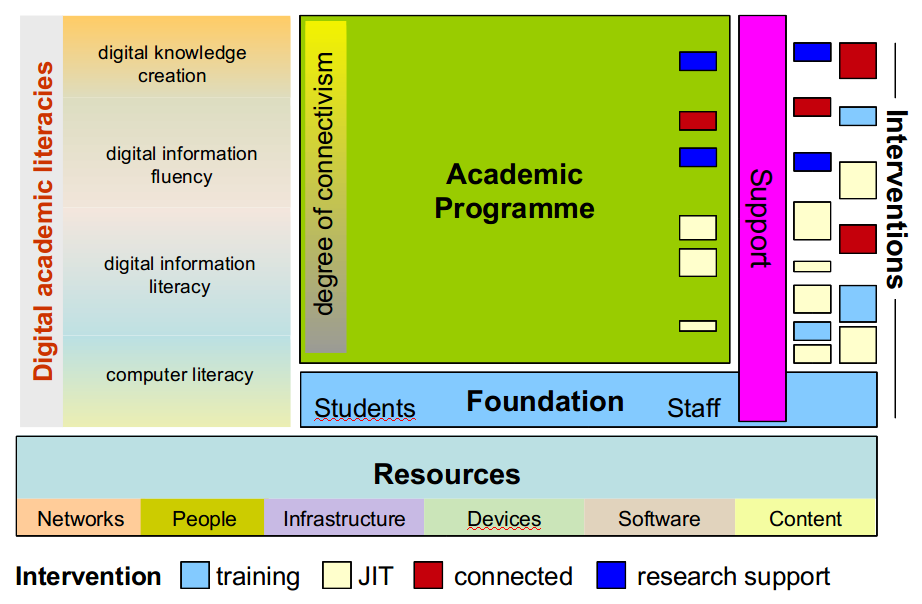 Digital academic literacies
digital knowledge
creation
digital information
fluency
digital information
literacy
computer literacy
degree of connectivism
Academic
Programme
Support
Interventions
Students
Foundation
Staff
Resources
Networks
People
Infrastructure
Devices
Software
Content
Intervention training JIT connected research support